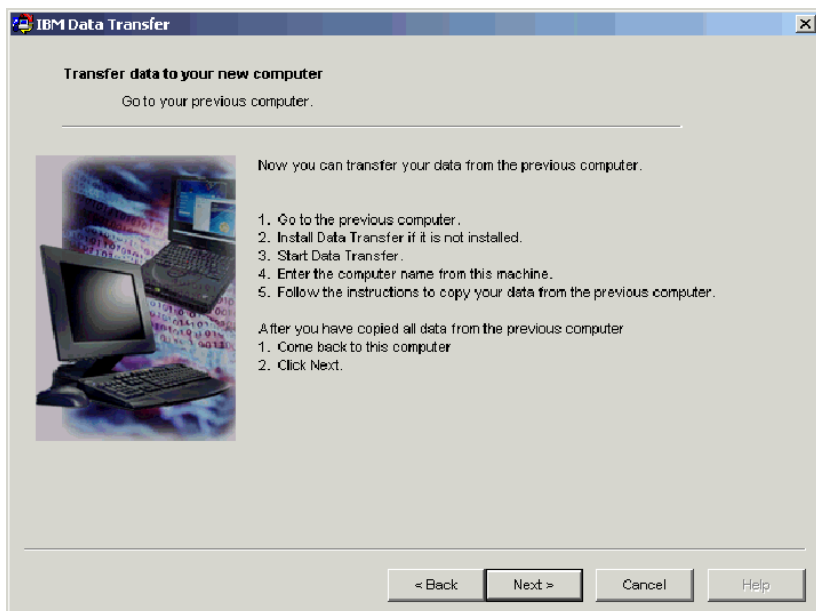 IBM Data Transfer
Transfer data to your new computer
Go to your previous computer.
Now you can transfer your data from the previous computer.
1. Go to the previous computer.
2. Install Data Transfer if it is not installed.
3. Start Data Transfer.
4. Enter the computer name from this machine.
5. Follow the instructions to copy your data from the previous computer.
After you have copied all data from the previous computer
1. Come back to this computer
2. Click Next.
< Back
Next >
Cancel
Help